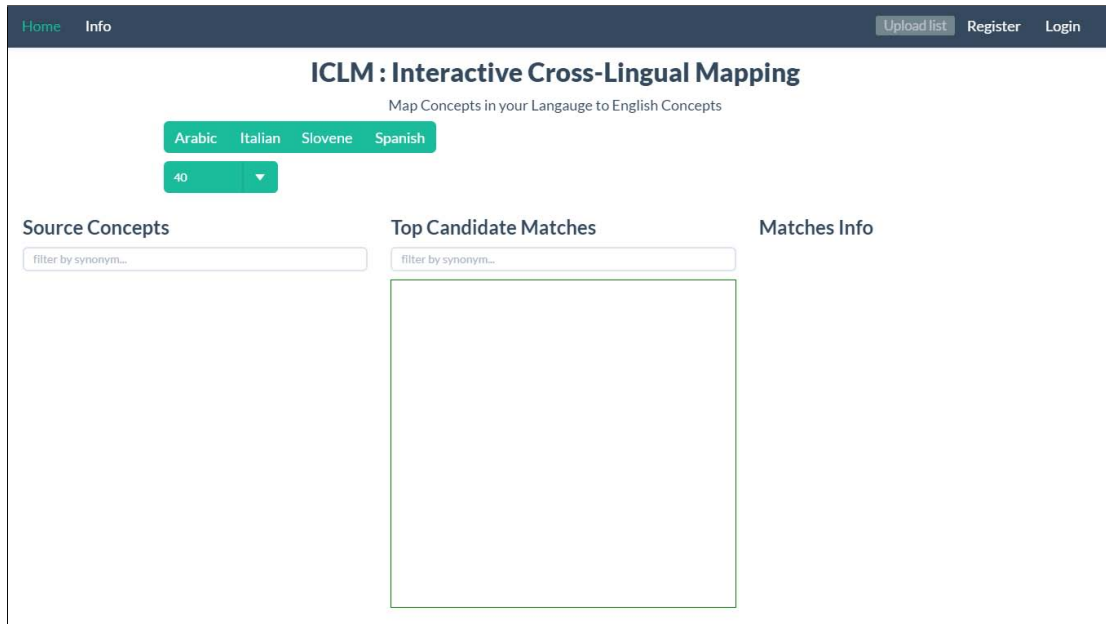 Home Info Upload list Register Login
ICLM : Interactive Cross-Lingual Mapping
Map Concepts in your Langauge to English Concepts
Arabic Italian Slovene Spanish
40
Source Concepts Top Candidate Matches Matches Info
filter by synonym... filter by synonym...